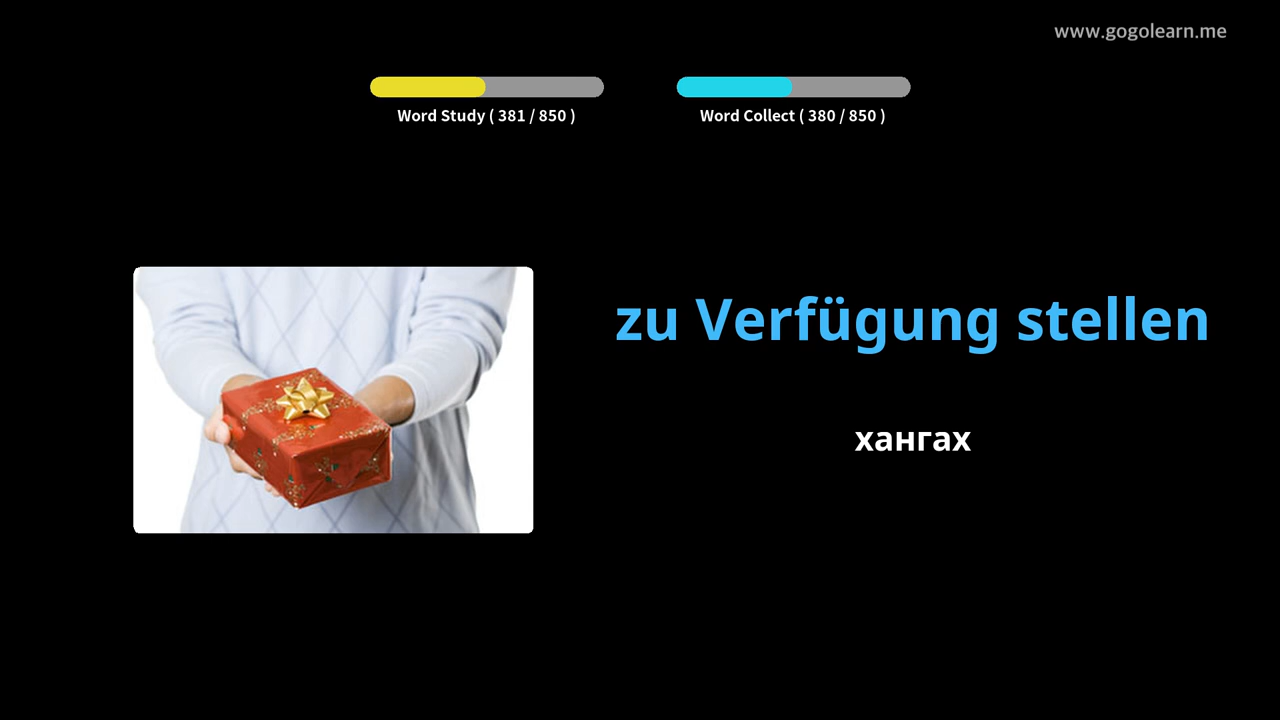 www.gogolearn.me
Word Study ( 381 / 850 )
Word Collect ( 380 / 850 )
zu Verfügung stellen
хангах